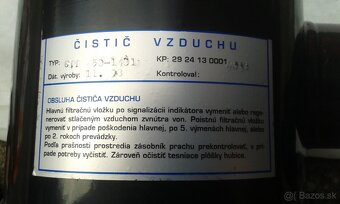 ČISTIČ VZDUCHU
TYP: KP: 29 24 13 0001
Dát. výroby: Kontroloval:
OBSLUHA ČISTIČA VZDUCHU
Hlavnú filtračnú vložku po signalizácii indikátora vymeniť alebo rege-
nerovať stlačeným vzduchom zvnútra von. Poistnú filtračnú vložku
vymeniť v prípade poškodenia hlavnej, po 5. výmenách hlavnej, alebo
po 2. rokoch prevádzky.
Podľa prašnosti prostredia zásobník prachu prekontrolovať, v prí-
pade potreby vyčistiť. Zároveň očistiť tesniace plôšky hubice.
bazos.sk